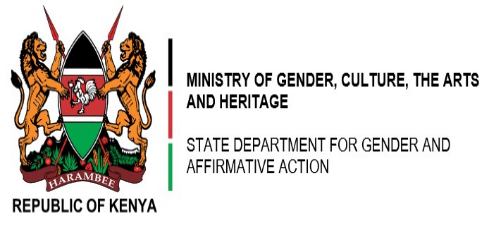 HARAMBEE
REPUBLIC OF KENYA
MINISTRY OF GENDER, CULTURE, THE ARTS
AND HERITAGE
STATE DEPARTMENT FOR GENDER AND
AFFIRMATIVE ACTION